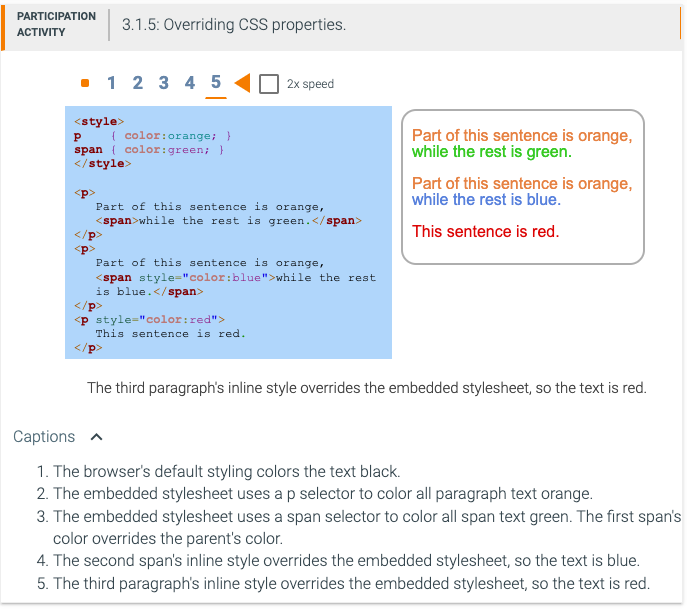 PARTICIPATION
ACTIVITY
3.1.5: Overriding CSS properties.
1 2 3 4 5 2x speed
<style>
p    { color:orange; }
span { color:green; }
</style>
<p>
   Part of this sentence is orange,
   <span>while the rest is green.</span>
</p>
<p>
   Part of this sentence is orange,
   <span style="color:blue">while the rest
   is blue.</span>
</p>
<p style="color:red">
   This sentence is red.
</p>
Part of this sentence is orange,
while the rest is green.
Part of this sentence is orange,
while the rest is blue.
This sentence is red.
The third paragraph's inline style overrides the embedded stylesheet, so the text is red.
Captions
1. The browser's default styling colors the text black.
2. The embedded stylesheet uses a p selector to color all paragraph text orange.
3. The embedded stylesheet uses a span selector to color all span text green. The first span's
color overrides the parent's color.
4. The second span's inline style overrides the embedded stylesheet, so the text is blue.
5. The third paragraph's inline style overrides the embedded stylesheet, so the text is red.